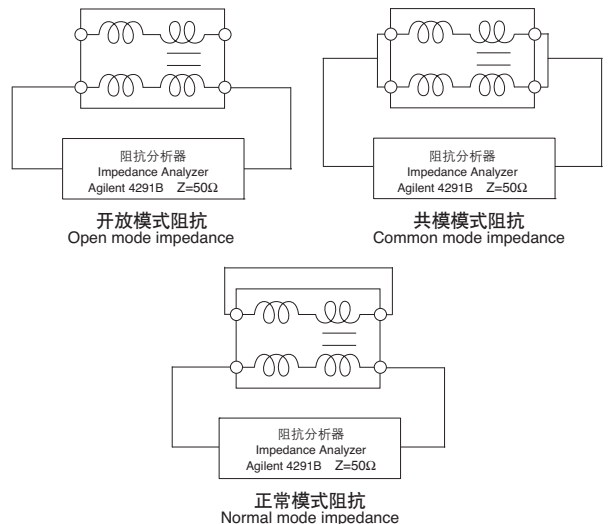 阻抗分析器
Impedance Analyzer
Agilent 4291B Z=50Ω
开放模式阻抗
Open mode impedance
阻抗分析器
Impedance Analyzer
Agilent 4291B Z=50Ω
共模模式阻抗
Common mode impedance
阻抗分析器
Impedance Analyzer
Agilent 4291B Z=50Ω
正常模式阻抗
Normal mode impedance